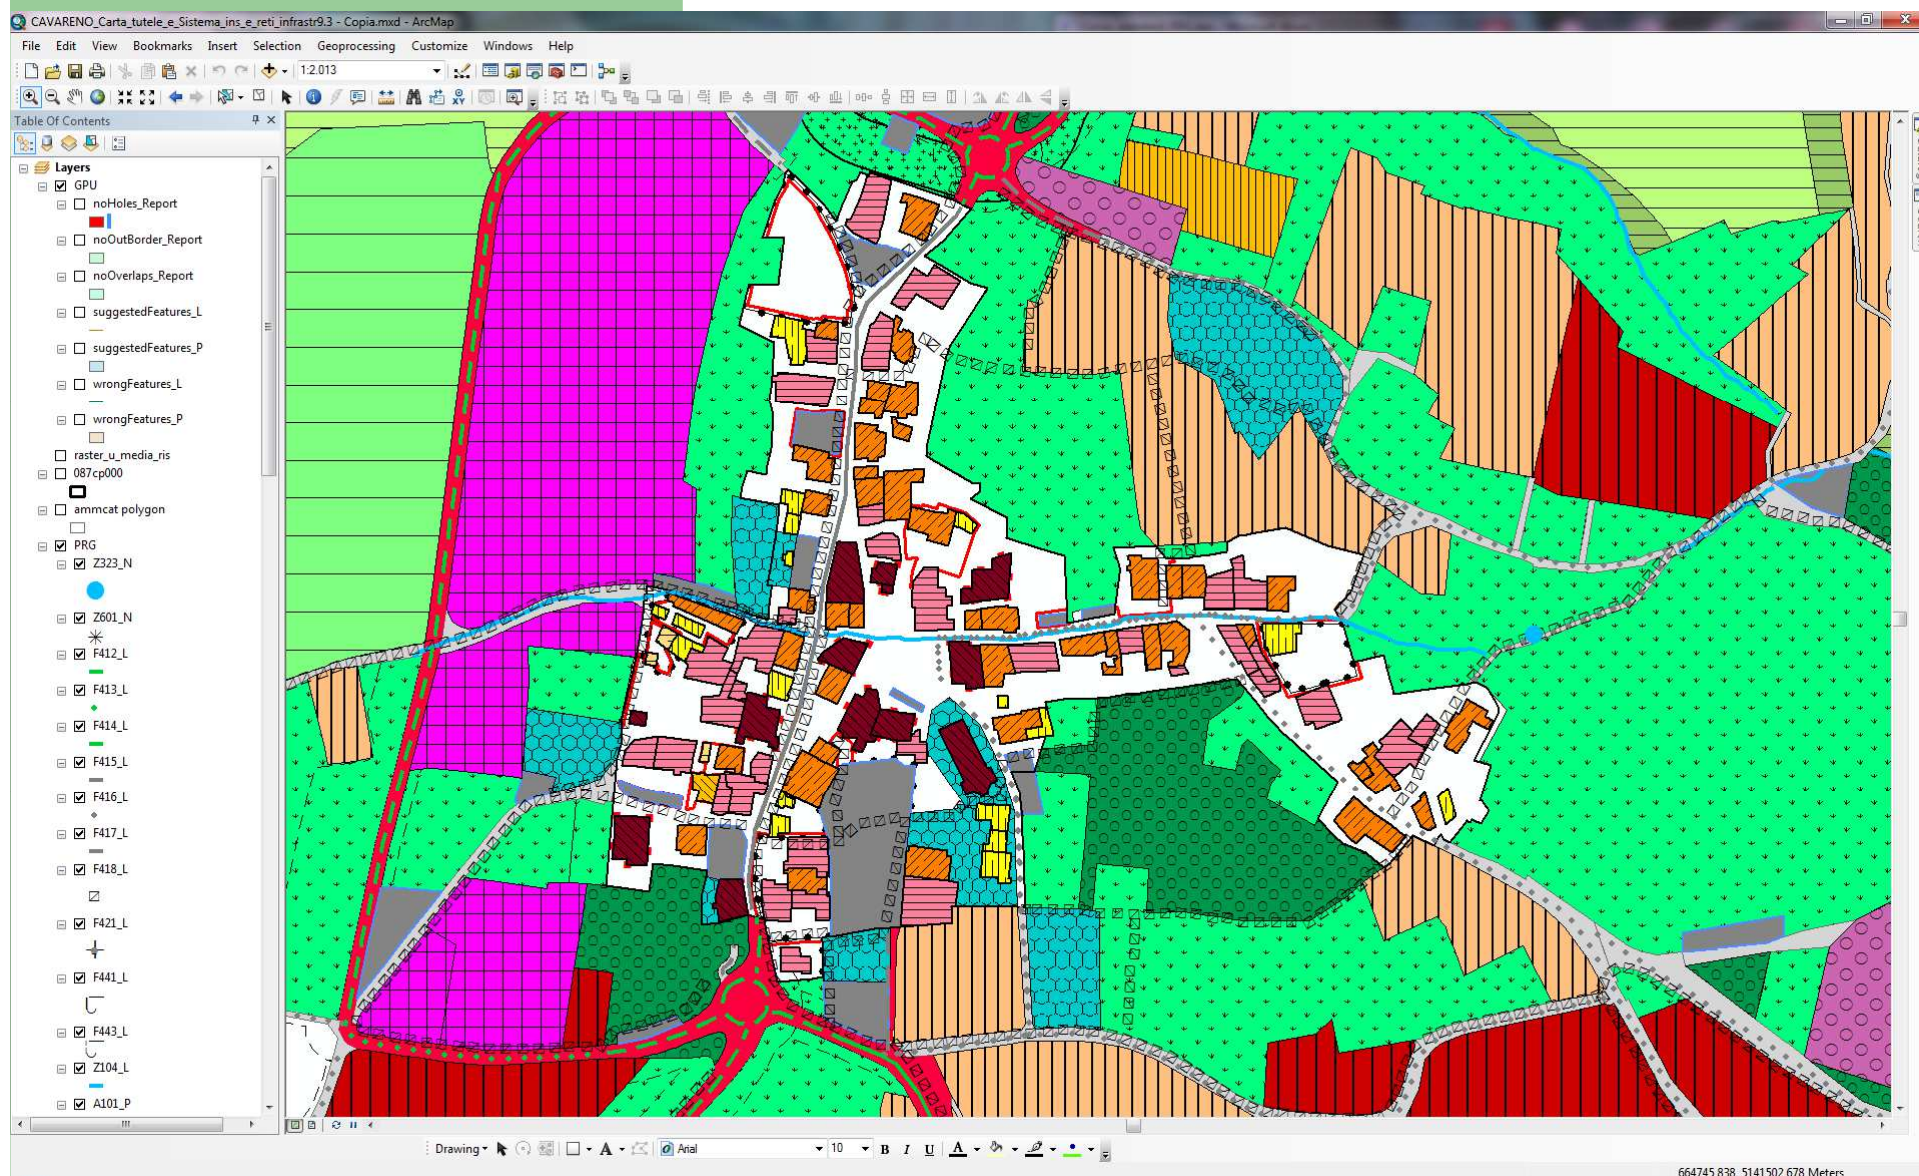 CAVARENO_Carta_tutele_e_Sistema_ins_e_reti_infrastr9.3 - Copia.mxd - ArcMap
File Edit View Bookmarks Insert Selection Geoprocessing Customize Windows Help
1:2.013
Table Of Contents
Layers
GPU
noHoles_Report
noOutBorder_Report
noOverlaps_Report
suggestedFeatures_L
suggestedFeatures_P
wrongFeatures_L
wrongFeatures_P
raster_u_media_ris
087cp000
ammcat polygon
PRG
Z323_N
Z601_N
F412_L
F413_L
F414_L
F415_L
F416_L
F417_L
F418_L
F421_L
F441_L
F443_L
Z104_L
A101_P
Drawing A Arial 10 B I U A
664745,838 5141502,678 Meters